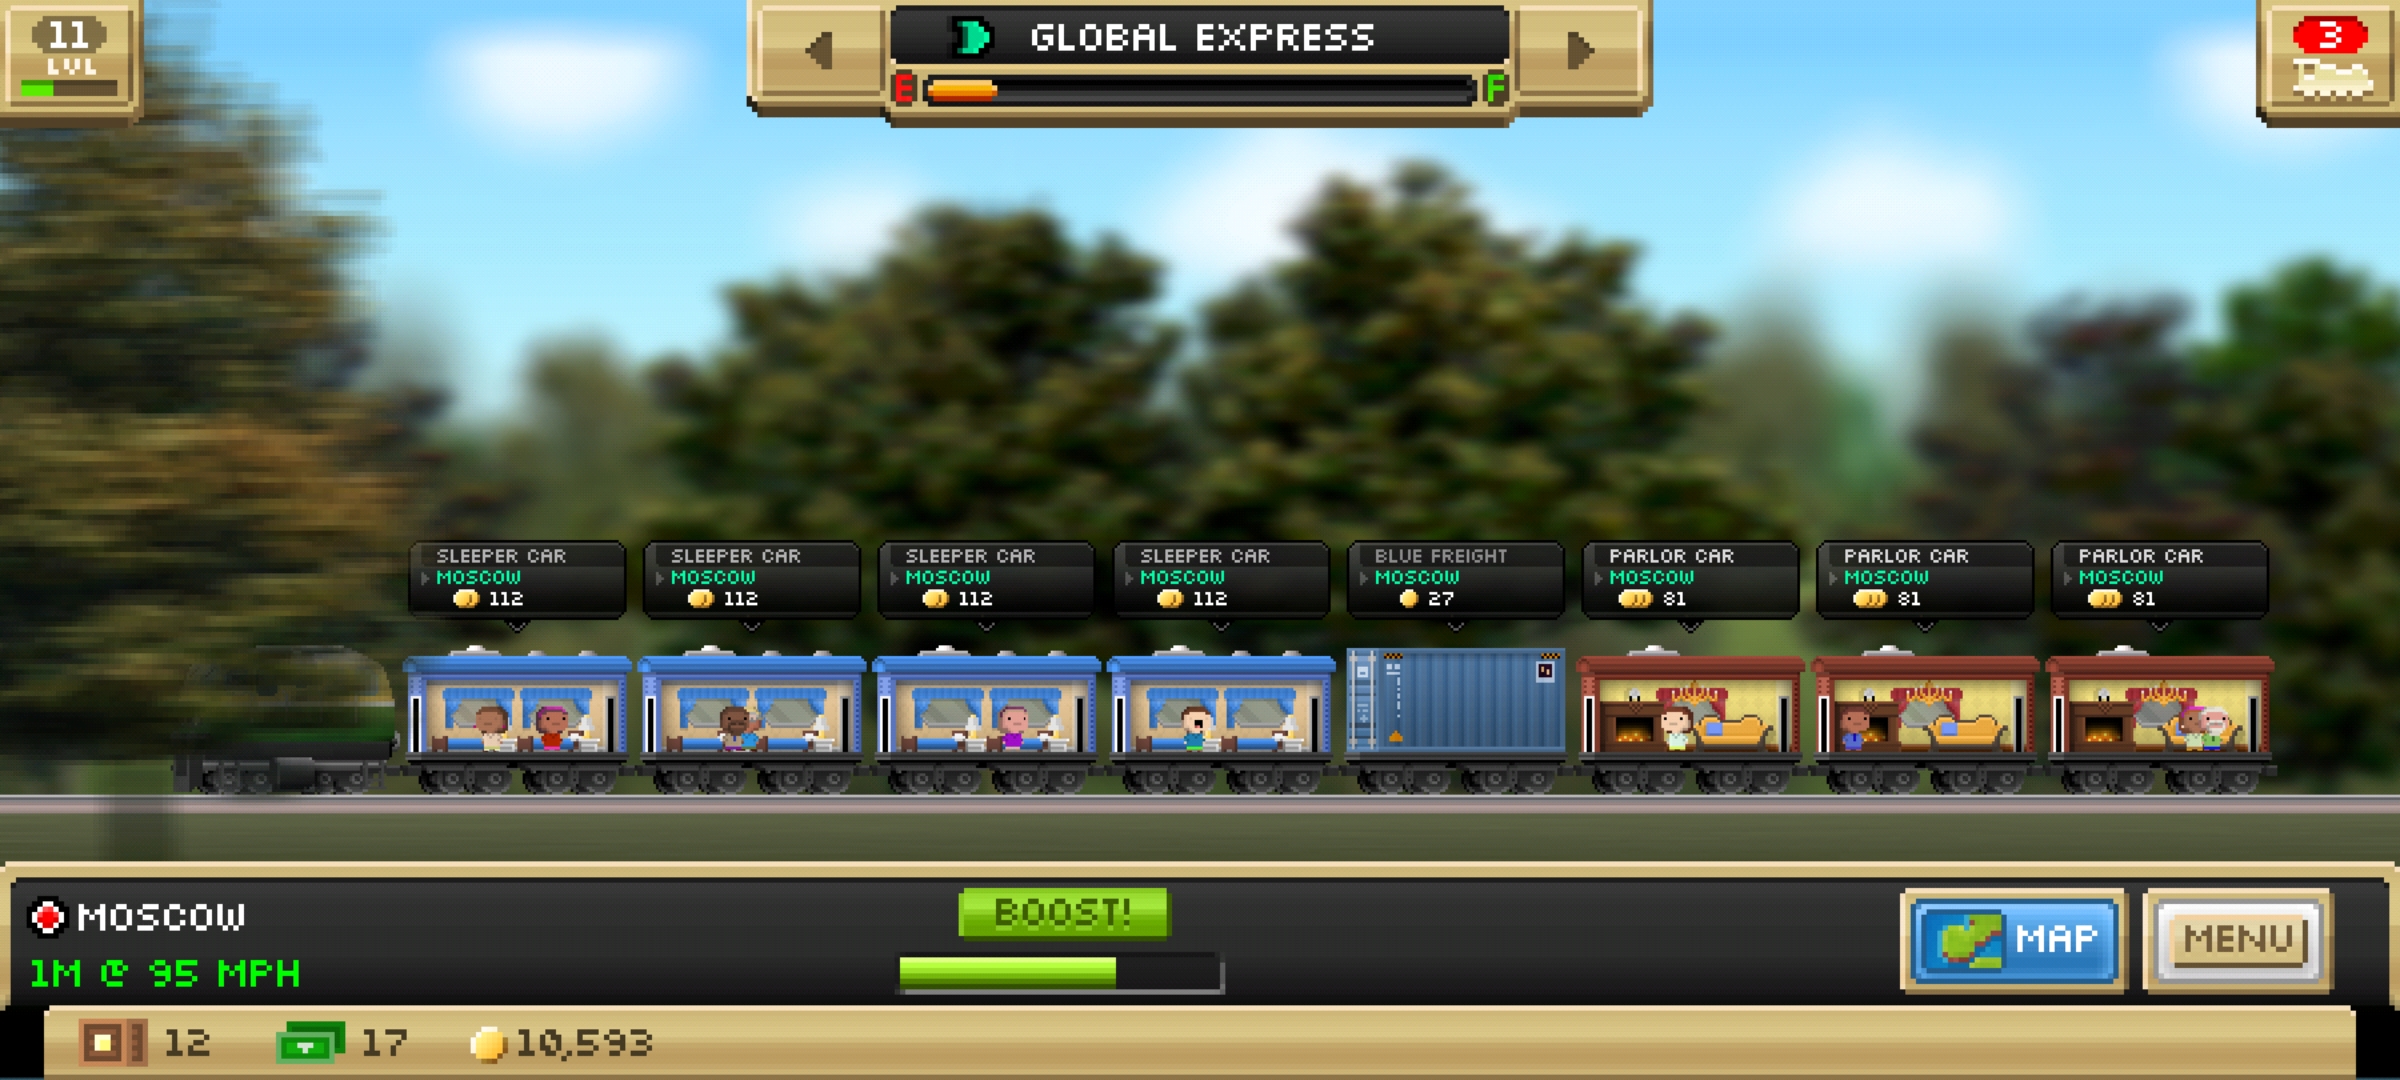 11
LVL
GLOBAL EXPRESS
E F
3
SLEEPER CAR
MOSCOW
112
SLEEPER CAR
MOSCOW
112
SLEEPER CAR
MOSCOW
112
SLEEPER CAR
MOSCOW
112
BLUE FREIGHT
MOSCOW
27
PARLOR CAR
MOSCOW
81
PARLOR CAR
MOSCOW
81
PARLOR CAR
MOSCOW
81
MOSCOW
1M @ 95 MPH
BOOST!
MAP
MENU
12
17
10,593